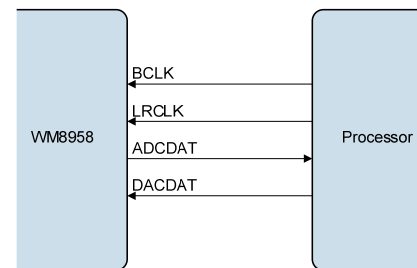 BCLK
LRCLK
WM8958
Processor
ADCDAT
DACDAT